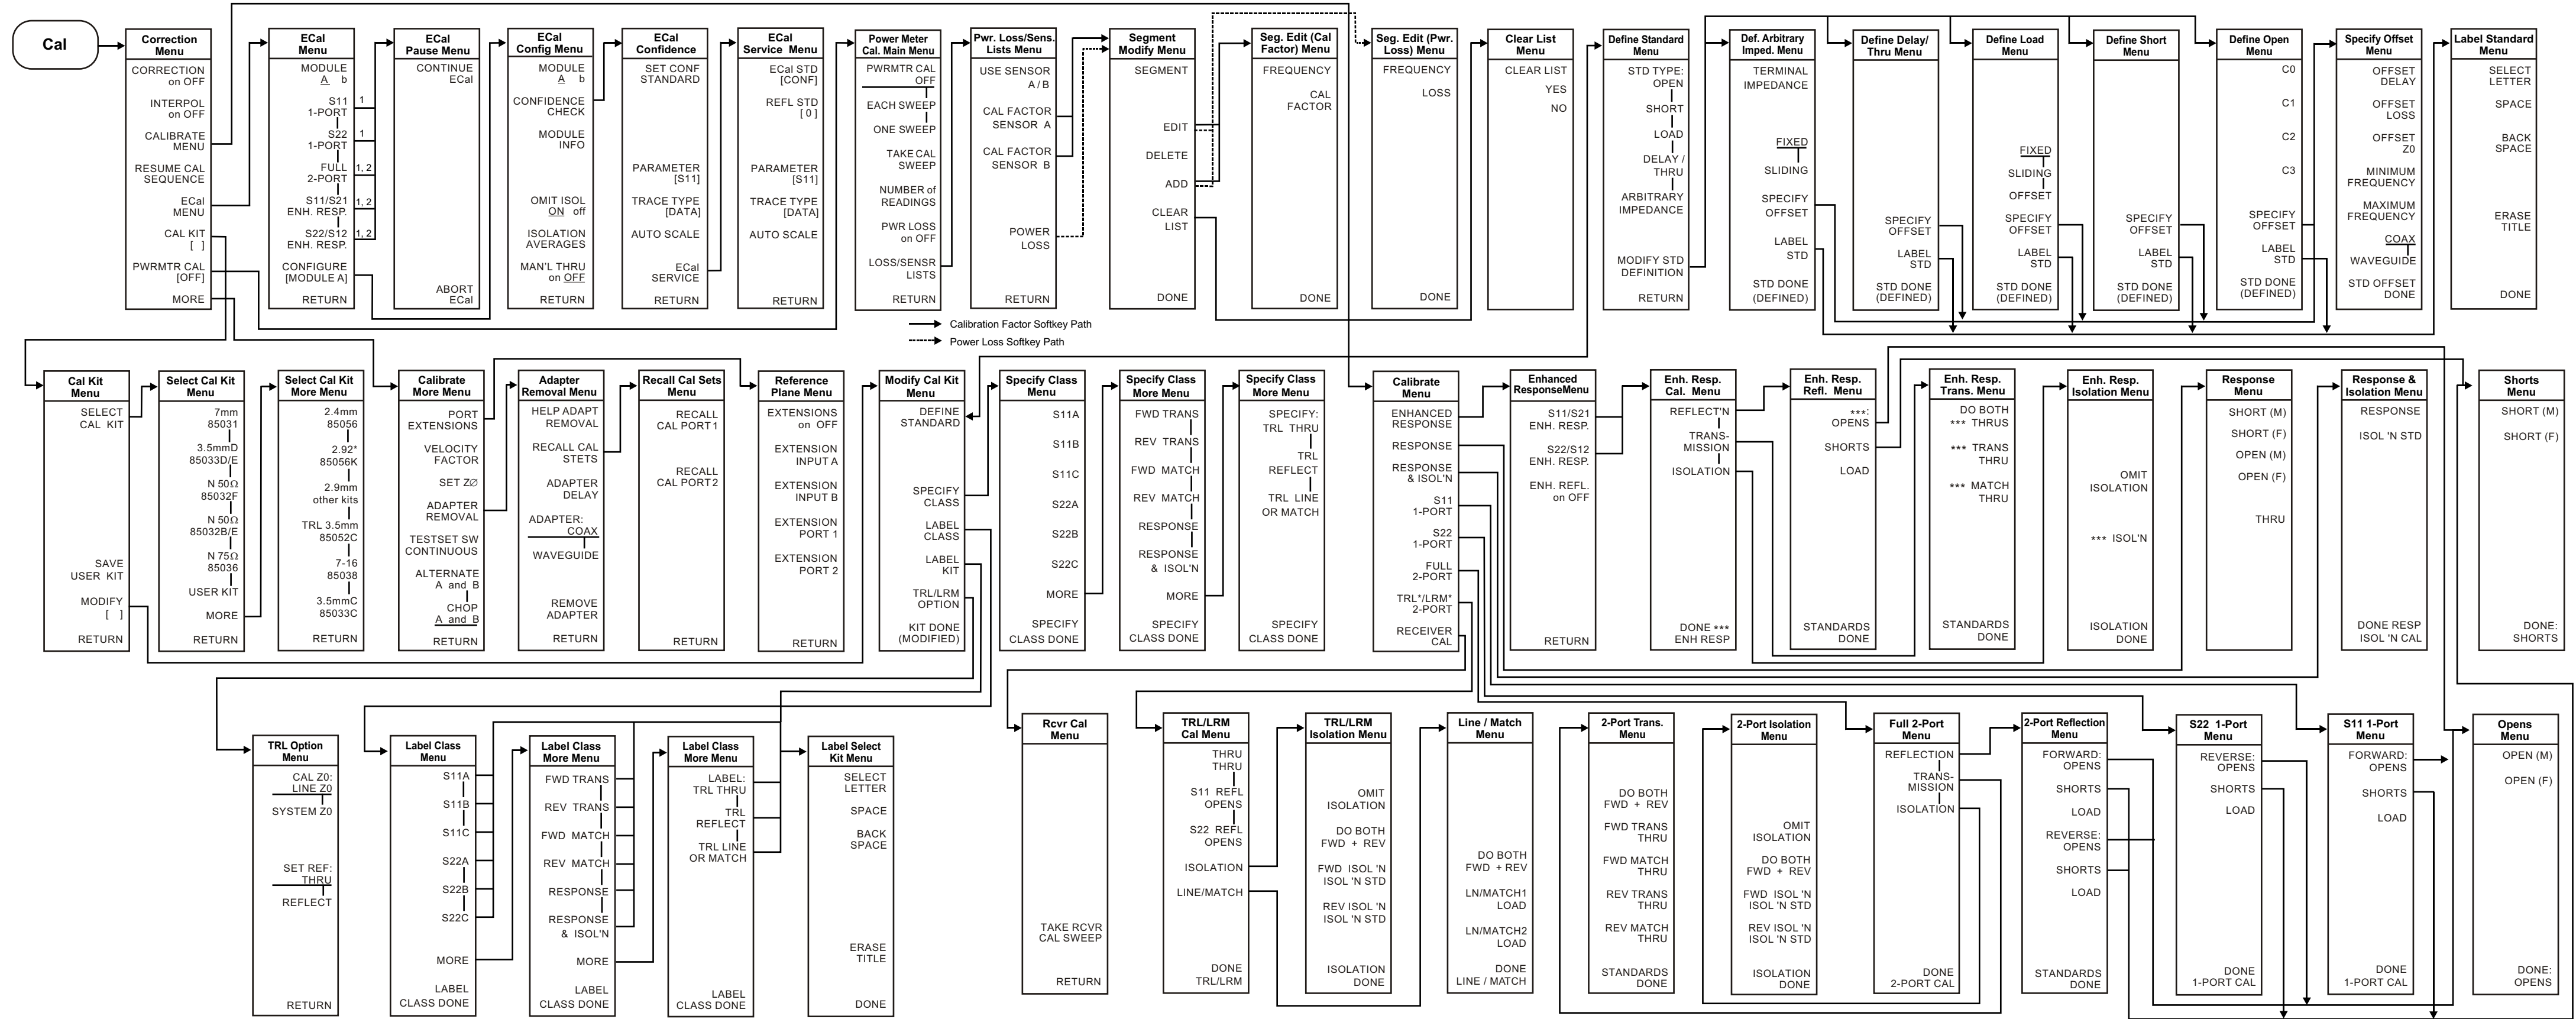 Cal
Correction
Menu
CORRECTION
on OFF
INTERPOL
on OFF
CALIBRATE
MENU
RESUME CAL
SEQUENCE
ECal
MENU
CAL KIT
[ ]
PWRMTR CAL
[OFF]
MORE
ECal
Menu
MODULE
A b
S11
1-PORT
S22
1-PORT
FULL
2-PORT
S11/S21
ENH. RESP.
S22/S12
ENH. RESP.
CONFIGURE
[MODULE A]
RETURN
1
1
1, 2
1, 2
1, 2
ECal
Pause Menu
CONTINUE
ECal
ABORT
ECal
ECal
Config Menu
MODULE
A b
CONFIDENCE
CHECK
MODULE
INFO
OMIT ISOL
ON off
ISOLATION
AVERAGES
MAN'L THRU
on OFF
RETURN
ECal
Confidence
SET CONF
STANDARD
PARAMETER
[S11]
TRACE TYPE
[DATA]
AUTO SCALE
ECal
SERVICE
RETURN
ECal
Service Menu
ECal STD
[CONF]
REFL STD
[ 0 ]
PARAMETER
[S11]
TRACE TYPE
[DATA]
AUTO SCALE
RETURN
Power Meter
Cal. Main Menu
PWRMTR CAL
OFF
EACH SWEEP
ONE SWEEP
TAKE CAL
SWEEP
NUMBER of
READINGS
PWR LOSS
on OFF
LOSS/SENSR
LISTS
RETURN
Pwr. Loss/Sens.
Lists Menu
USE SENSOR
A / B
CAL FACTOR
SENSOR A
CAL FACTOR
SENSOR B
POWER
LOSS
RETURN
Segment
Modify Menu
SEGMENT
EDIT
DELETE
ADD
CLEAR
LIST
DONE
Seg. Edit (Cal
Factor) Menu
FREQUENCY
CAL
FACTOR
DONE
Seg. Edit (Pwr.
Loss) Menu
FREQUENCY
LOSS
DONE
Clear List
Menu
CLEAR LIST
YES
NO
Define Standard
Menu
STD TYPE:
OPEN
SHORT
LOAD
DELAY /
THRU
ARBITRARY
IMPEDANCE
MODIFY STD
DEFINITION
RETURN
Def. Arbitrary
Imped. Menu
TERMINAL
IMPEDANCE
FIXED
SLIDING
SPECIFY
OFFSET
LABEL
STD
STD DONE
(DEFINED)
Define Delay/
Thru Menu
SPECIFY
OFFSET
LABEL
STD
STD DONE
(DEFINED)
Define Load
Menu
FIXED
SLIDING
OFFSET
SPECIFY
OFFSET
LABEL
STD
STD DONE
(DEFINED)
Define Short
Menu
SPECIFY
OFFSET
LABEL
STD
STD DONE
(DEFINED)
Define Open
Menu
C0
C1
C2
C3
SPECIFY
OFFSET
LABEL
STD
STD DONE
(DEFINED)
Specify Offset
Menu
OFFSET
DELAY
OFFSET
LOSS
OFFSET
Z0
MINIMUM
FREQUENCY
MAXIMUM
FREQUENCY
COAX
WAVEGUIDE
STD OFFSET
DONE
Label Standard
Menu
SELECT
LETTER
SPACE
BACK
SPACE
ERASE
TITLE
DONE
Calibration Factor Softkey Path
Power Loss Softkey Path
Cal Kit
Menu
SELECT
CAL KIT
SAVE
USER KIT
MODIFY
[ ]
RETURN
Select Cal Kit
Menu
7mm
85031
3.5mmD
85033D/E
N 50Ω
85032F
N 50Ω
85032B/E
N 75Ω
85036
USER KIT
MORE
RETURN
Select Cal Kit
More Menu
2.4mm
85056
2.92*
85056K
2.9mm
other kits
TRL 3.5mm
85052C
7-16
85038
3.5mmC
85033C
RETURN
Calibrate
More Menu
PORT
EXTENSIONS
VELOCITY
FACTOR
SET ZØ
ADAPTER
REMOVAL
TESTSET SW
CONTINUOUS
ALTERNATE
A and B
CHOP
A and B
RETURN
Adapter
Removal Menu
HELP ADAPT
REMOVAL
RECALL CAL
STETS
ADAPTER
DELAY
ADAPTER:
COAX
WAVEGUIDE
REMOVE
ADAPTER
RETURN
Recall Cal Sets
Menu
RECALL
CAL PORT1
RECALL
CAL PORT2
RETURN
Reference
Plane Menu
EXTENSIONS
on OFF
EXTENSION
INPUT A
EXTENSION
INPUT B
EXTENSION
PORT 1
EXTENSION
PORT 2
RETURN
Modify Cal Kit
Menu
DEFINE
STANDARD
SPECIFY
CLASS
LABEL
CLASS
LABEL
KIT
TRL/LRM
OPTION
KIT DONE
(MODIFIED)
Specify Class
Menu
S11A
S11B
S11C
S22A
S22B
S22C
MORE
SPECIFY
CLASS DONE
Specify Class
More Menu
FWD TRANS
REV TRANS
FWD MATCH
REV MATCH
RESPONSE
RESPONSE
& ISOL'N
MORE
SPECIFY
CLASS DONE
Specify Class
More Menu
SPECIFY:
TRL THRU
TRL
REFLECT
TRL LINE
OR MATCH
SPECIFY
CLASS DONE
Calibrate
Menu
ENHANCED
RESPONSE
RESPONSE
RESPONSE
& ISOL'N
S11
1-PORT
S22
1-PORT
FULL
2-PORT
TRL*/LRM*
2-PORT
RECEIVER
CAL
Enhanced
ResponseMenu
S11/S21
ENH. RESP.
S22/S12
ENH. RESP.
ENH. REFL.
on OFF
RETURN
Enh. Resp.
Cal. Menu
REFLECT'N
TRANS-
MISSION
ISOLATION
DONE ***
ENH RESP
Enh. Resp.
Refl. Menu
***:
OPENS
SHORTS
LOAD
STANDARDS
DONE
Enh. Resp.
Trans. Menu
DO BOTH
*** THRUS
*** TRANS
THRU
*** MATCH
THRU
STANDARDS
DONE
Enh. Resp.
Isolation Menu
OMIT
ISOLATION
*** ISOL'N
ISOLATION
DONE
Response
Menu
SHORT (M)
SHORT (F)
OPEN (M)
OPEN (F)
THRU
Response &
Isolation Menu
RESPONSE
ISOL 'N STD
DONE RESP
ISOL 'N CAL
Shorts
Menu
SHORT (M)
SHORT (F)
DONE:
SHORTS
TRL Option
Menu
CAL Z0:
LINE Z0
SYSTEM Z0
SET REF:
THRU
REFLECT
RETURN
Label Class
Menu
S11A
S11B
S11C
S22A
S22B
S22C
MORE
LABEL
CLASS DONE
Label Class
More Menu
FWD TRANS
REV TRANS
FWD MATCH
REV MATCH
RESPONSE
RESPONSE
& ISOL'N
MORE
LABEL
CLASS DONE
Label Class
More Menu
LABEL:
TRL THRU
TRL
REFLECT
TRL LINE
OR MATCH
LABEL
CLASS DONE
Label Select
Kit Menu
SELECT
LETTER
SPACE
BACK
SPACE
ERASE
TITLE
DONE
Rcvr Cal
Menu
TAKE RCVR
CAL SWEEP
RETURN
TRL/LRM
Cal Menu
THRU
THRU
S11 REFL
OPENS
S22 REFL
OPENS
ISOLATION
LINE/MATCH
DONE
TRL/LRM
TRL/LRM
Isolation Menu
OMIT
ISOLATION
DO BOTH
FWD + REV
FWD ISOL 'N
ISOL 'N STD
REV ISOL 'N
ISOL 'N STD
ISOLATION
DONE
Line / Match
Menu
DO BOTH
FWD + REV
LN/MATCH1
LOAD
LN/MATCH2
LOAD
DONE
LINE / MATCH
2-Port Trans.
Menu
DO BOTH
FWD + REV
FWD TRANS
THRU
FWD MATCH
THRU
REV TRANS
THRU
REV MATCH
THRU
STANDARDS
DONE
2-Port Isolation
Menu
OMIT
ISOLATION
DO BOTH
FWD + REV
FWD ISOL 'N
ISOL 'N STD
REV ISOL 'N
ISOL 'N STD
ISOLATION
DONE
Full 2-Port
Menu
REFLECTION
TRANS-
MISSION
ISOLATION
DONE
2-PORT CAL
2-Port Reflection
Menu
FORWARD:
OPENS
SHORTS
LOAD
REVERSE:
OPENS
SHORTS
LOAD
STANDARDS
DONE
S22 1-Port
Menu
REVERSE:
OPENS
SHORTS
LOAD
DONE
1-PORT CAL
S11 1-Port
Menu
FORWARD:
OPENS
SHORTS
LOAD
DONE
1-PORT CAL
Opens
Menu
OPEN (M)
OPEN (F)
DONE:
OPENS